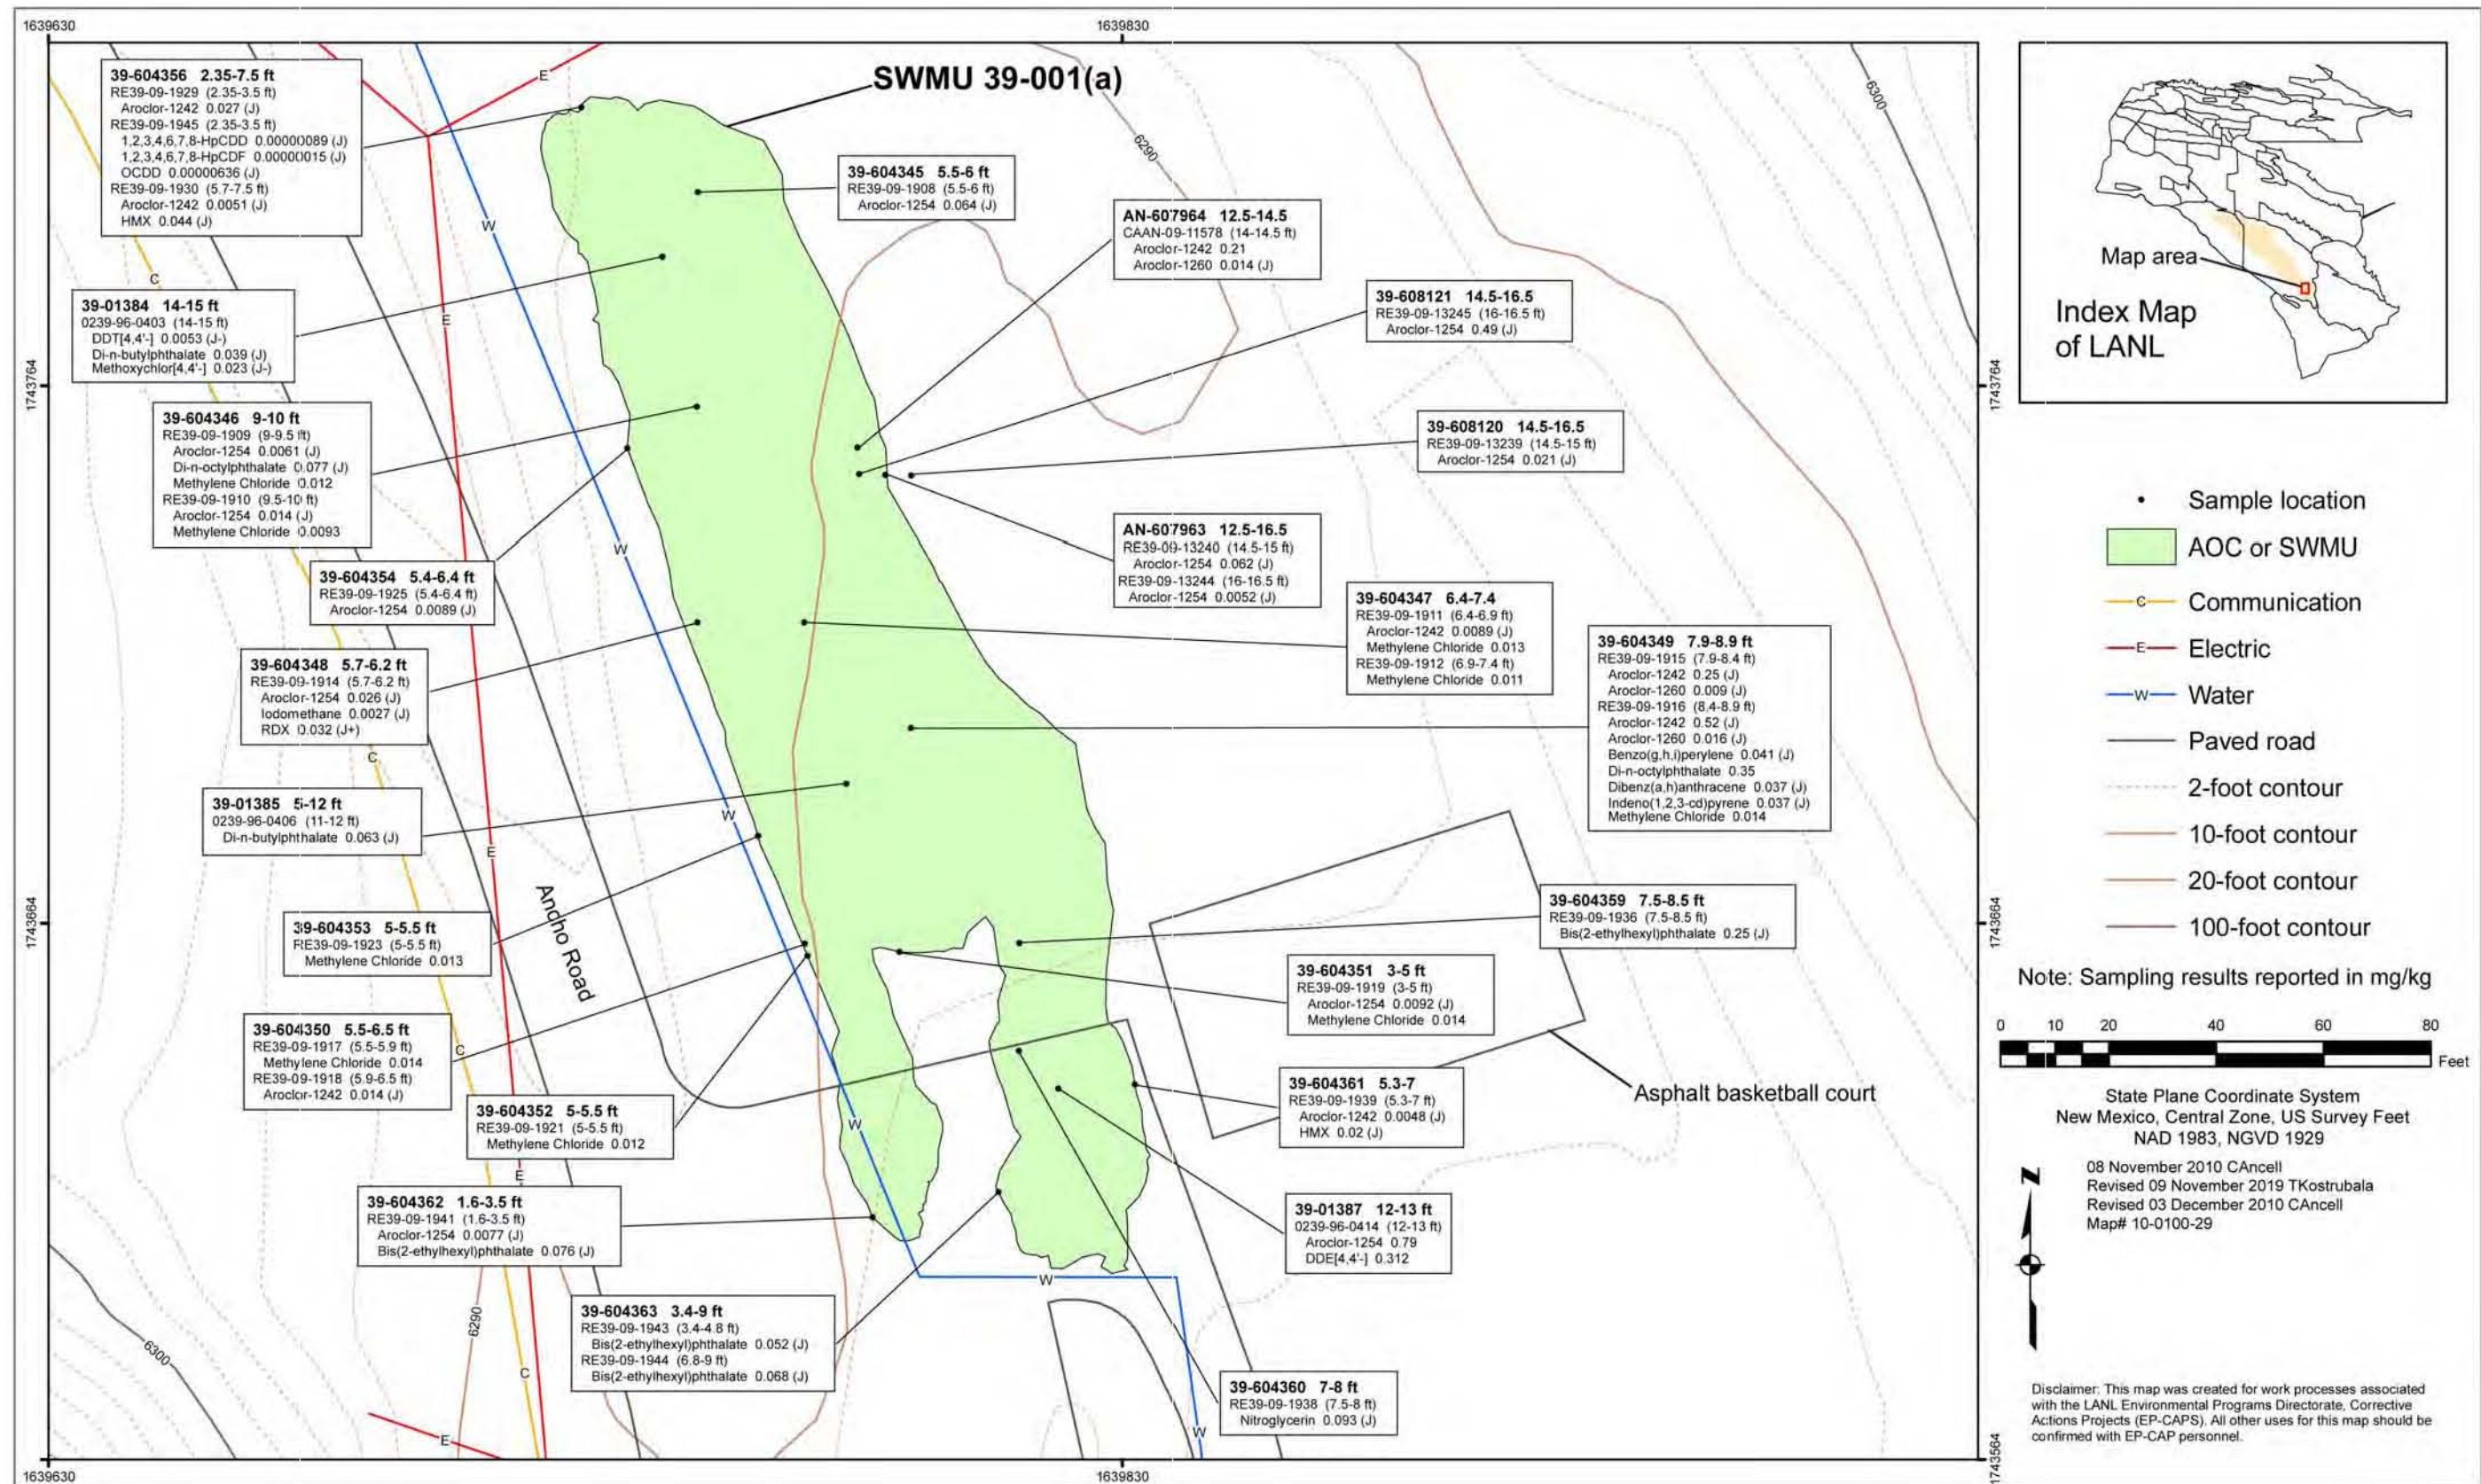 1639630
1639830
SWMU 39-001(a)
39-604356 2.35-7.5 ft
RE39-09-1929 (2.35-3.5 ft)
Aroclor-1242 0.027 (J)
RE39-09-1945 (2.35-3.5 ft)
1,2,3,4,6,7,8-HpCDD 0.00000089 (J)
1,2,3,4,6,7,8-HpCDF 0.00000015 (J)
OCDD 0.00000636 (J)
RE39-09-1930 (5.7-7.5 ft)
Aroclor-1242 0.0051 (J)
HMX 0.044 (J)
39-604345 5.5-6 ft
RE39-09-1908 (5.5-6 ft)
Aroclor-1254 0.064 (J)
AN-607964 12.5-14.5
CAAN-09-11578 (14-14.5 ft)
Aroclor-1242 0.21
Aroclor-1260 0.014 (J)
39-01384 14-15 ft
0239-96-0403 (14-15 ft)
DDT[4,4'-] 0.0053 (J-)
Di-n-butylphthalate 0.039 (J)
Methoxychlor[4,4'-] 0.023 (J-)
39-608121 14.5-16.5
RE39-09-13245 (16-16.5 ft)
Aroclor-1254 0.49 (J)
39-604346 9-10 ft
RE39-09-1909 (9-9.5 ft)
Aroclor-1254 0.0061 (J)
Di-n-octylphthalate 0.077 (J)
Methylene Chloride 0.012
RE39-09-1910 (9.5-10 ft)
Aroclor-1254 0.014 (J)
Methylene Chloride 0.0093
39-608120 14.5-16.5
RE39-09-13239 (14.5-15 ft)
Aroclor-1254 0.021 (J)
AN-607963 12.5-16.5
RE39-09-13240 (14.5-15 ft)
Aroclor-1254 0.062 (J)
RE39-09-13244 (16-16.5 ft)
Aroclor-1254 0.0052 (J)
39-604354 5.4-6.4 ft
RE39-09-1925 (5.4-6.4 ft)
Aroclor-1254 0.0089 (J)
39-604347 6.4-7.4
RE39-09-1911 (6.4-6.9 ft)
Aroclor-1242 0.0089 (J)
Methylene Chloride 0.013
RE39-09-1912 (6.9-7.4 ft)
Methylene Chloride 0.011
39-604349 7.9-8.9 ft
RE39-09-1915 (7.9-8.4 ft)
Aroclor-1242 0.25 (J)
Aroclor-1260 0.009 (J)
RE39-09-1916 (8.4-8.9 ft)
Aroclor-1242 0.52 (J)
Aroclor-1260 0.016 (J)
Benzo(g,h,i)perylene 0.041 (J)
Di-n-octylphthalate 0.35
Dibenz(a,h)anthracene 0.037 (J)
Indeno(1,2,3-cd)pyrene 0.037 (J)
Methylene Chloride 0.014
39-604348 5.7-6.2 ft
RE39-09-1914 (5.7-6.2 ft)
Aroclor-1254 0.026 (J)
Iodomethane 0.0027 (J)
RDX 0.032 (J+)
39-01385 5-12 ft
0239-96-0406 (11-12 ft)
Di-n-butylphthalate 0.063 (J)
39-604353 5-5.5 ft
RE39-09-1923 (5-5.5 ft)
Methylene Chloride 0.013
39-604359 7.5-8.5 ft
RE39-09-1936 (7.5-8.5 ft)
Bis(2-ethylhexyl)phthalate 0.25 (J)
39-604351 3-5 ft
RE39-09-1919 (3-5 ft)
Aroclor-1254 0.0092 (J)
Methylene Chloride 0.014
39-604350 5.5-6.5 ft
RE39-09-1917 (5.5-5.9 ft)
Methylene Chloride 0.014
RE39-09-1918 (5.9-6.5 ft)
Aroclor-1242 0.014 (J)
39-604352 5-5.5 ft
RE39-09-1921 (5-5.5 ft)
Methylene Chloride 0.012
39-604361 5.3-7
RE39-09-1939 (5.3-7 ft)
Aroclor-1242 0.0048 (J)
HMX 0.02 (J)
39-604362 1.6-3.5 ft
RE39-09-1941 (1.6-3.5 ft)
Aroclor-1254 0.0077 (J)
Bis(2-ethylhexyl)phthalate 0.076 (J)
39-01387 12-13 ft
0239-96-0414 (12-13 ft)
Aroclor-1254 0.79
DDE[4,4'-] 0.312
39-604363 3.4-9 ft
RE39-09-1943 (3.4-4.8 ft)
Bis(2-ethylhexyl)phthalate 0.052 (J)
RE39-09-1944 (6.8-9 ft)
Bis(2-ethylhexyl)phthalate 0.068 (J)
39-604360 7-8 ft
RE39-09-1938 (7.5-8 ft)
Nitroglycerin 0.093 (J)
Ancho Road
Asphalt basketball court
6290
6300
6300
6290
E
E
E
E
E
W
W
W
W
W
W
C
C
C
C
1743764
1743664
1743764
1743664
1743564
1639630
1639830
Map area
Index Map
of LANL
Sample location
AOC or SWMU
C Communication
E Electric
W Water
Paved road
2-foot contour
10-foot contour
20-foot contour
100-foot contour
Note: Sampling results reported in mg/kg
0 10 20 40 60 80
Feet
State Plane Coordinate System
New Mexico, Central Zone, US Survey Feet
NAD 1983, NGVD 1929
N
08 November 2010 CAncell
Revised 09 November 2019 TKostrubala
Revised 03 December 2010 CAncell
Map# 10-0100-29
Disclaimer: This map was created for work processes associated
with the LANL Environmental Programs Directorate, Corrective
Actions Projects (EP-CAPS). All other uses for this map should be
confirmed with EP-CAP personnel.